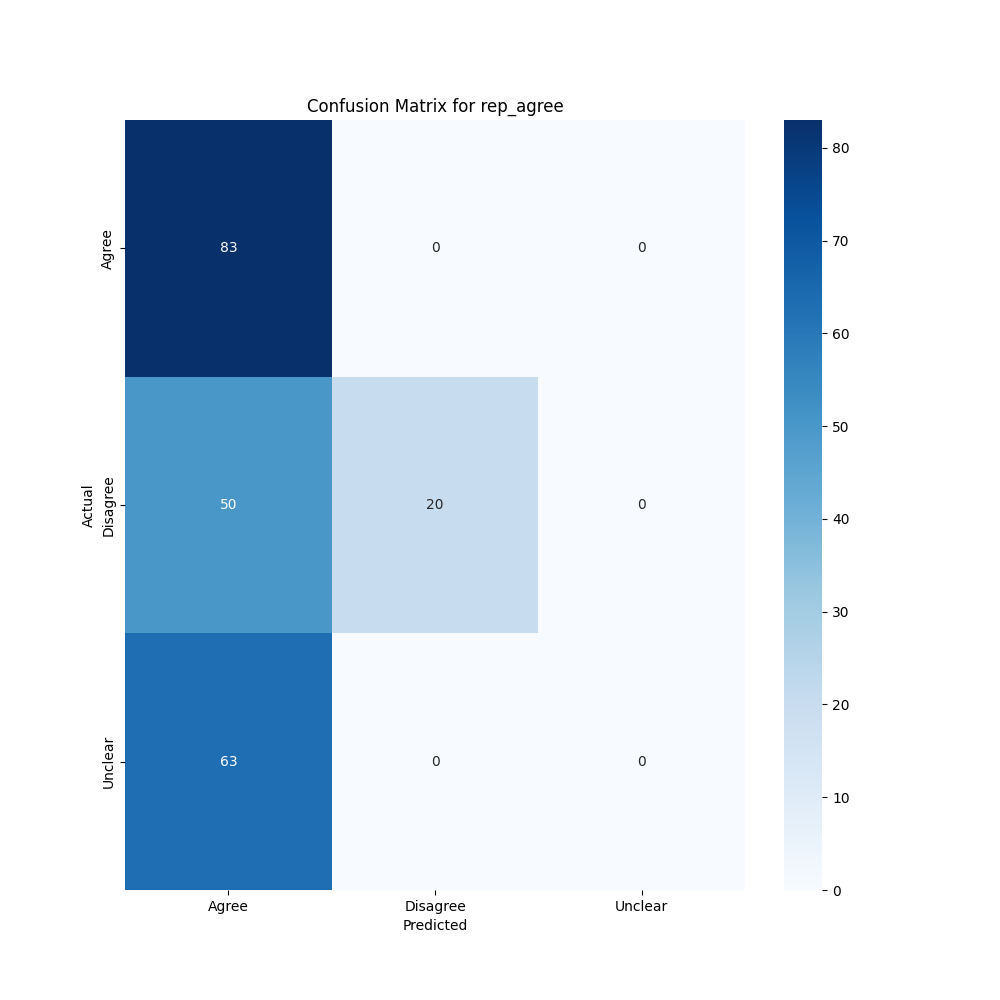 Confusion Matrix for rep_agree
Actual
Agree
Disagree
Unclear
83 0 0
50 20 0
63 0 0
Agree Disagree Unclear
Predicted
80
70
60
50
40
30
20
10
0